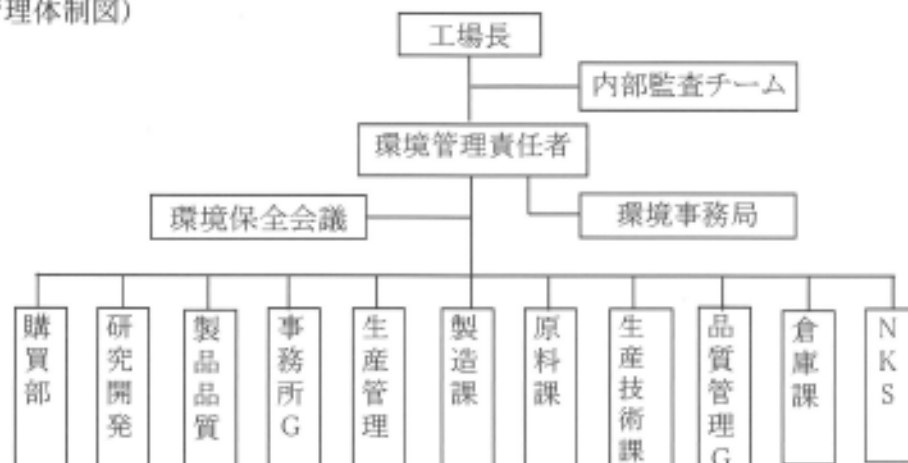 理体制図)
工場長
内部監査チーム
環境管理責任者
環境保全会議
環境事務局
購買部
研究開発
製品品質
事務所G
生産管理
製造課
原料課
生産技術課
品質管理G
倉庫課
NKS